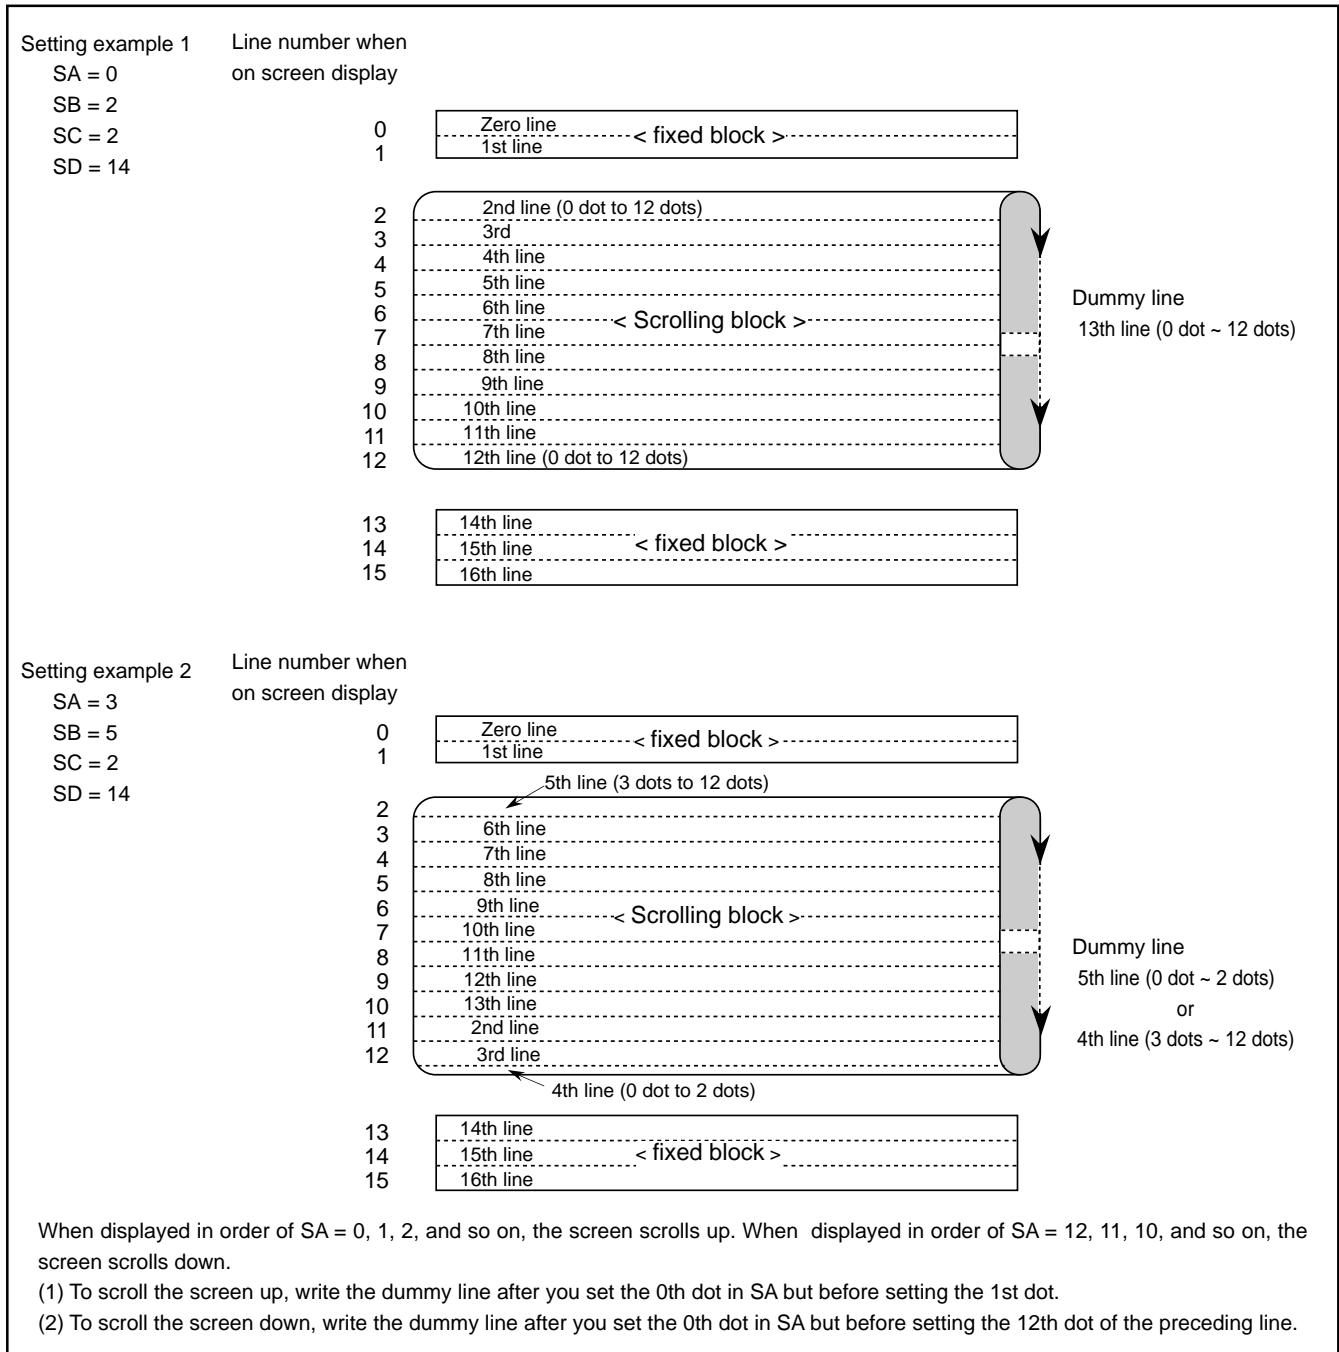 Setting example 1
SA = 0
SB = 2
SC = 2
SD = 14
Line number when
on screen display
0 Zero line
< fixed block >
1 1st line
2 2nd line (0 dot to 12 dots)
3 3rd
4 4th line
5 5th line
6 6th line
< Scrolling block >
7 7th line
8 8th line
9 9th line
10 10th line
11 11th line
12 12th line (0 dot to 12 dots)
Dummy line
13th line (0 dot ~ 12 dots)
13 14th line
14 15th line
< fixed block >
15 16th line
Setting example 2
SA = 3
SB = 5
SC = 2
SD = 14
Line number when
on screen display
0 Zero line
< fixed block >
1 1st line
5th line (3 dots to 12 dots)
2
3 6th line
4 7th line
5 8th line
6 9th line
< Scrolling block >
7 10th line
8 11th line
9 12th line
10 13th line
11 2nd line
12 3rd line
4th line (0 dot to 2 dots)
Dummy line
5th line (0 dot ~ 2 dots)
or
4th line (3 dots ~ 12 dots)
13 14th line
14 15th line
< fixed block >
15 16th line
When displayed in order of SA = 0, 1, 2, and so on, the screen scrolls up. When displayed in order of SA = 12, 11, 10, and so on, the
screen scrolls down.
(1) To scroll the screen up, write the dummy line after you set the 0th dot in SA but before setting the 1st dot.
(2) To scroll the screen down, write the dummy line after you set the 0th dot in SA but before setting the 12th dot of the preceding line.